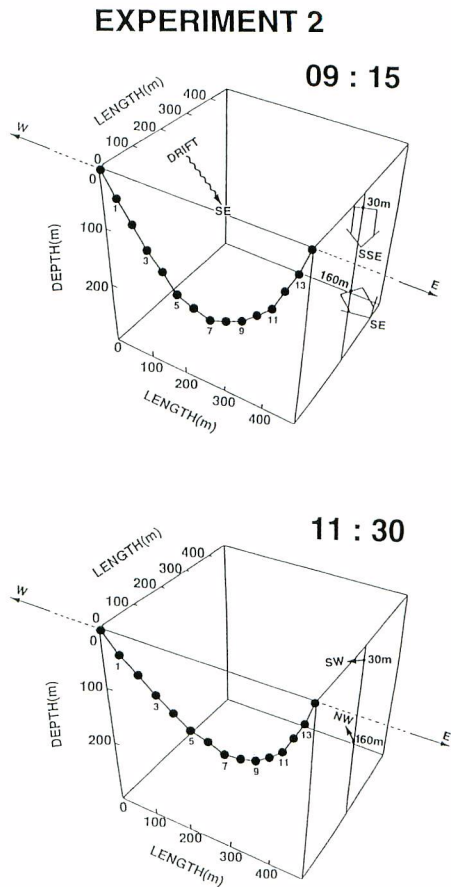 EXPERIMENT 2
09 : 15
LENGTH(m)
0
100
200
300
400
W
DRIFT
SE
0
100
200
DEPTH(m)
1
3
5
7
9
11
13
30m
SSE
160m
SE
E
0
100
200
300
400
LENGTH(m)
11 : 30
LENGTH(m)
0
100
200
300
400
W
0
100
200
DEPTH(m)
1
3
5
7
9
11
13
SW
30m
NW
160m
E
0
100
200
300
400
LENGTH(m)